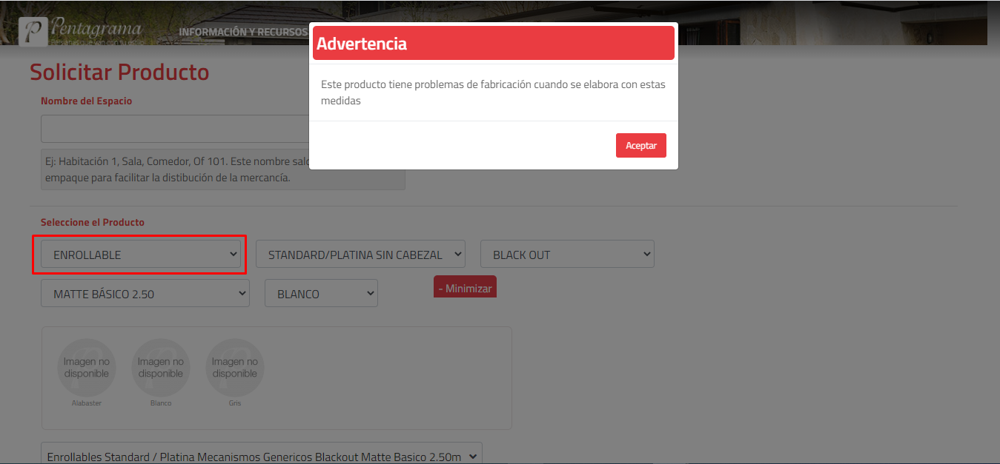 Pentagrama
INFORMACIÓN Y RECURSOS
Advertencia
Este producto tiene problemas de fabricación cuando se elabora con estas
medidas
Aceptar
Solicitar Producto
Nombre del Espacio
Ej: Habitación 1, Sala, Comedor, Of 101. Este nombre
empaque para facilitar la distibución de la mercancía.
Seleccione el Producto
ENROLLABLE
STANDARD/PLATINA SIN CABEZAL
BLACK OUT
MATTE BÁSICO 2.50
BLANCO
- Minimizar
Imagen no
disponible
Imagen no
disponible
Imagen no
disponible
Alabaster
Blanco
Gris
Enrollables Standard / Platina Mecanismos Genericos Blackout Matte Basico 2.50m